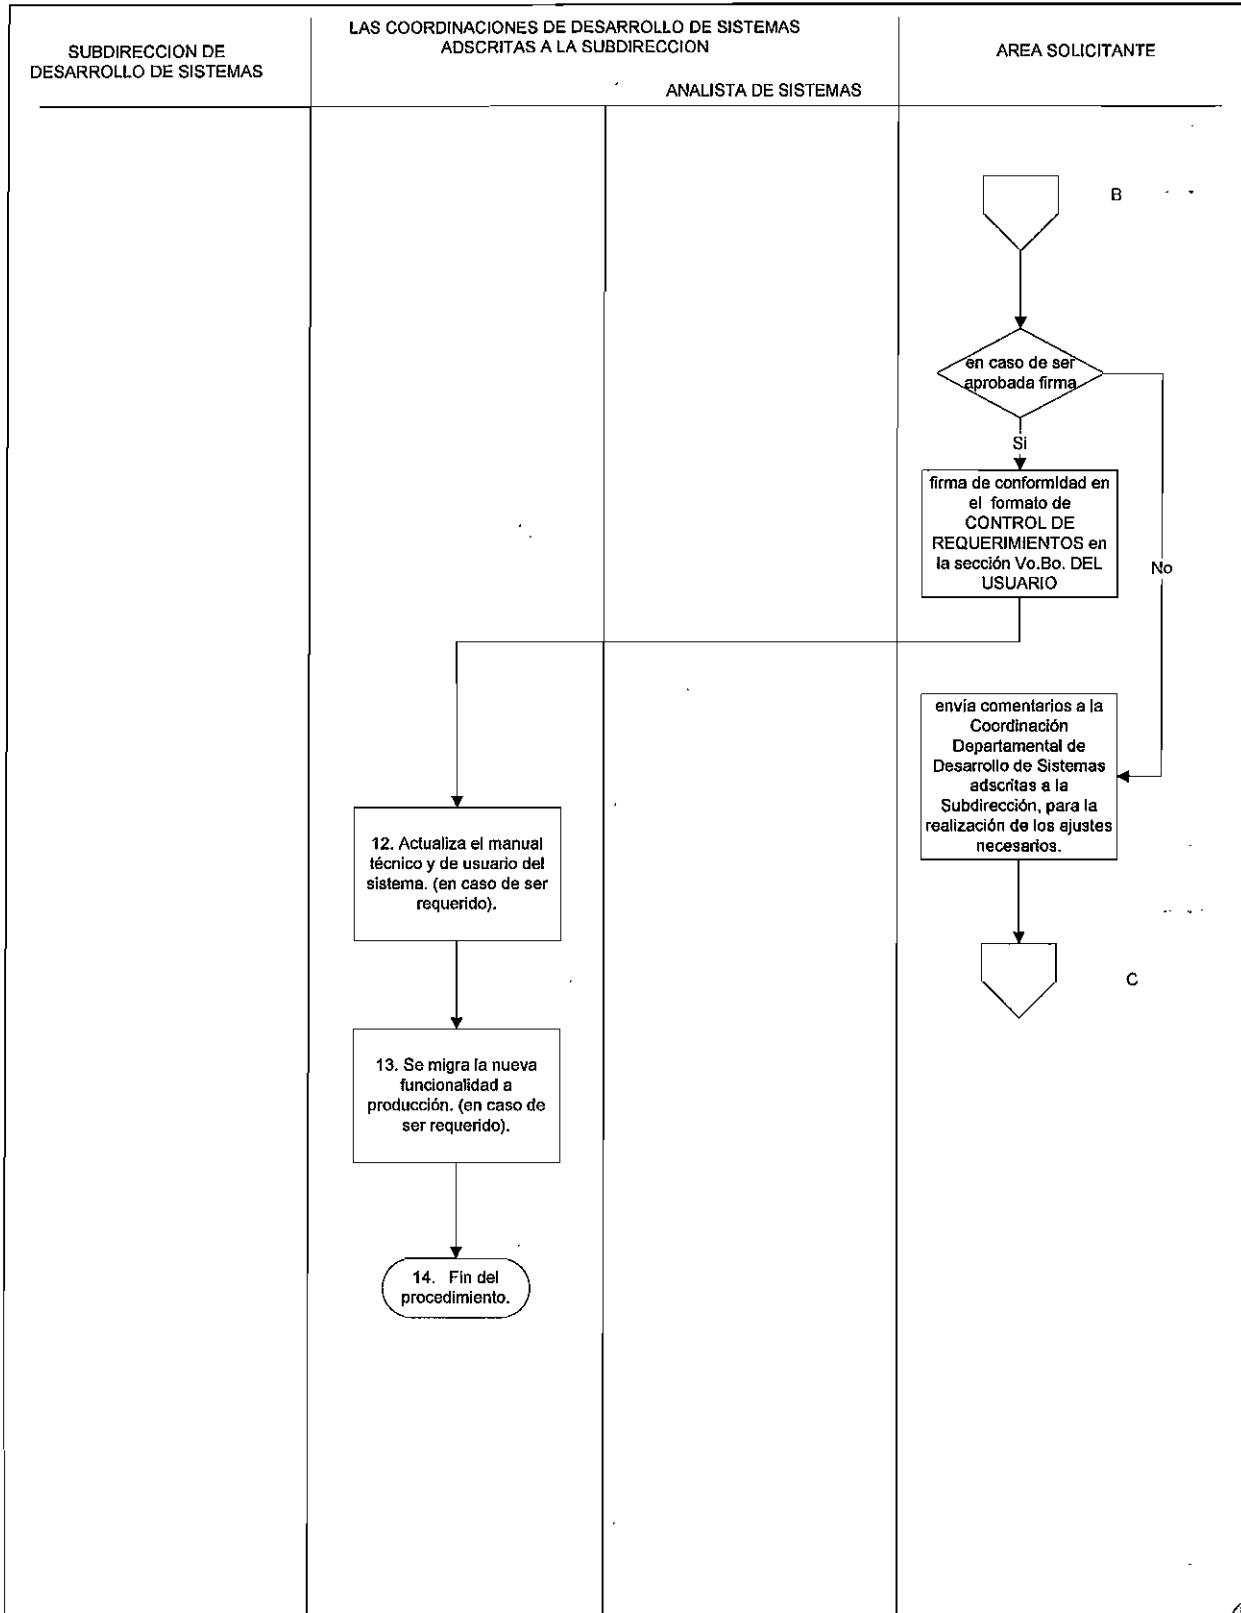 SUBDIRECCION DE
DESARROLLO DE SISTEMAS
LAS COORDINACIONES DE DESARROLLO DE SISTEMAS
ADSCRITAS A LA SUBDIRECCION
ANALISTA DE SISTEMAS
AREA SOLICITANTE
B
en caso de ser
aprobada firma
Si
firma de conformidad en
el formato de
CONTROL DE
REQUERIMIENTOS en
la sección Vo.Bo. DEL
USUARIO
No
envía comentarios a la
Coordinación
Departamental de
Desarrollo de Sistemas
adscritas a la
Subdirección, para la
realización de los ajustes
necesarios.
C
12. Actualiza el manual
técnico y de usuario del
sistema. (en caso de ser
requerido).
13. Se migra la nueva
funcionalidad a
producción. (en caso de
ser requerido).
14. Fin del
procedimiento.